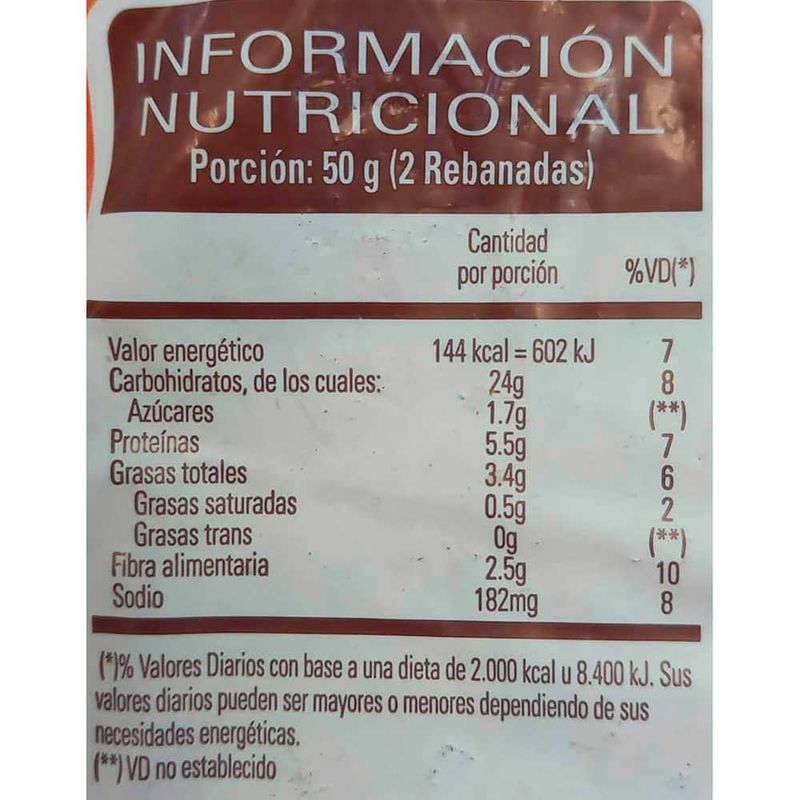 INFORMACIÓN
NUTRICIONAL
Porción: 50 g (2 Rebanadas)
Cantidad
por porción %VD(*)
Valor energético 144 kcal = 602 kJ 7
Carbohidratos, de los cuales: 24g 8
Azúcares 1.7g (**)
Proteínas 5.5g 7
Grasas totales 3.4g 6
Grasas saturadas 0.5g 2
Grasas trans 0g (**)
Fibra alimentaria 2.5g 10
Sodio 182mg 8
(*)% Valores Diarios con base a una dieta de 2.000 kcal u 8.400 kJ. Sus
valores diarios pueden ser mayores o menores dependiendo de sus
necesidades energéticas.
(**) VD no establecido